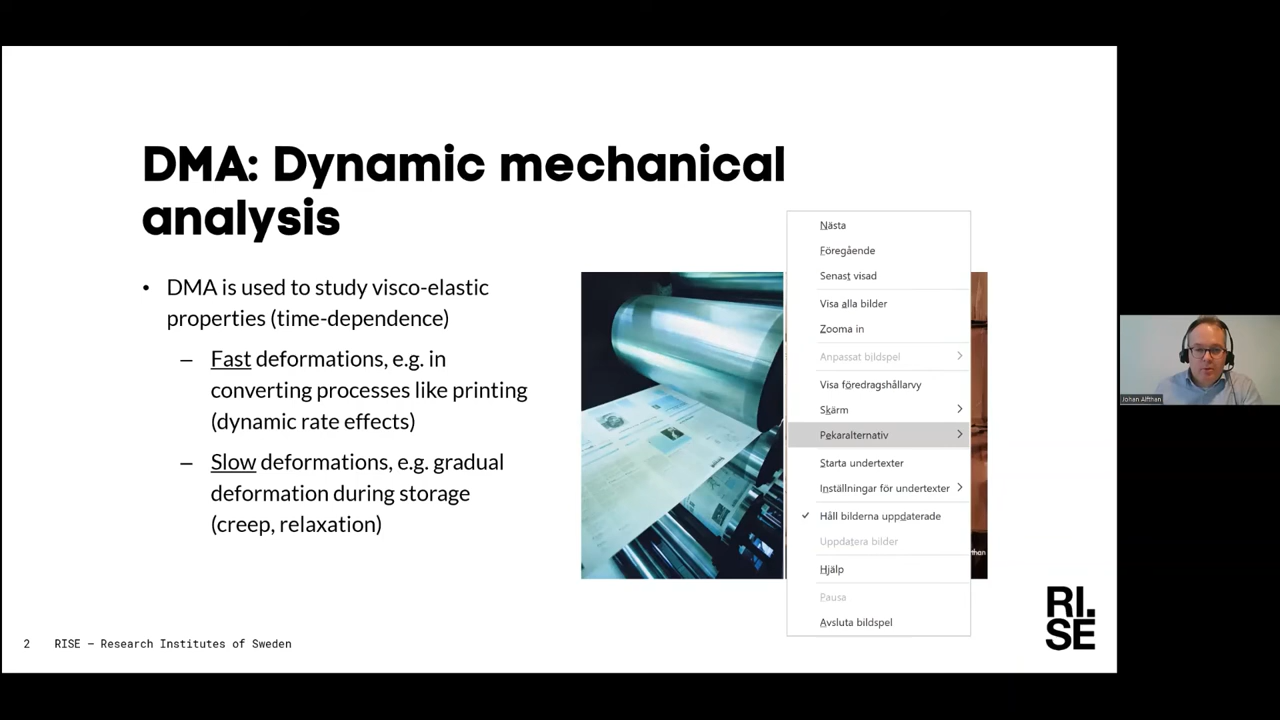 DMA: Dynamic mechanical
analysis
• DMA is used to study visco-elastic
properties (time-dependence)
– Fast deformations, e.g. in
converting processes like printing
(dynamic rate effects)
– Slow deformations, e.g. gradual
deformation during storage
(creep, relaxation)
Nästa
Föregående
Senast visad
Visa alla bilder
Zooma in
Anpassat bildspel
Visa föredragshållarvy
Skärm
Pekaralternativ
Starta undertexter
Inställningar för undertexter
Håll bilderna uppdaterade
Uppdatera bilder
Hjälp
Pausa
Avsluta bildspel
than
Johan Alfthan
2 RISE — Research Institutes of Sweden
RI.
SE